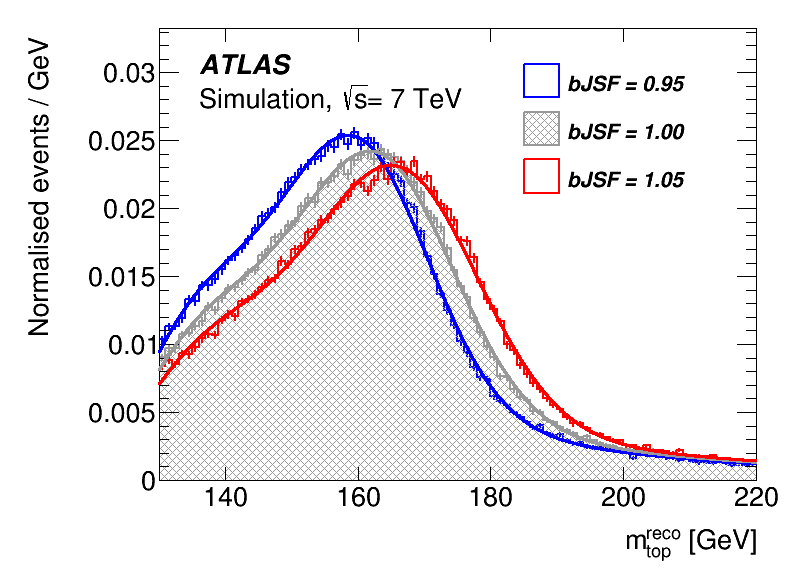 Normalised events / GeV
ATLAS
Simulation, √s= 7 TeV
bJSF = 0.95
bJSF = 1.00
bJSF = 1.05
0.03
0.025
0.02
0.015
0.01
0.005
0
140 160 180 200 220
m_top^reco [GeV]